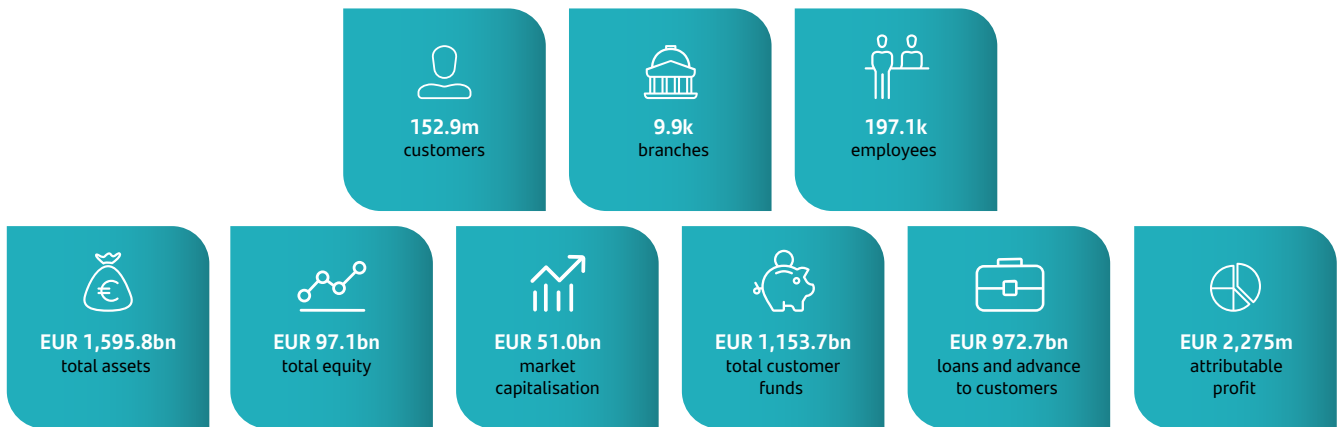 152.9m
customers
9.9k
branches
197.1k
employees
€
EUR 1,595.8bn
total assets
EUR 97.1bn
total equity
EUR 51.0bn
market
capitalisation
EUR 1,153.7bn
total customer
funds
EUR 972.7bn
loans and advance
to customers
EUR 2,275m
attributable
profit